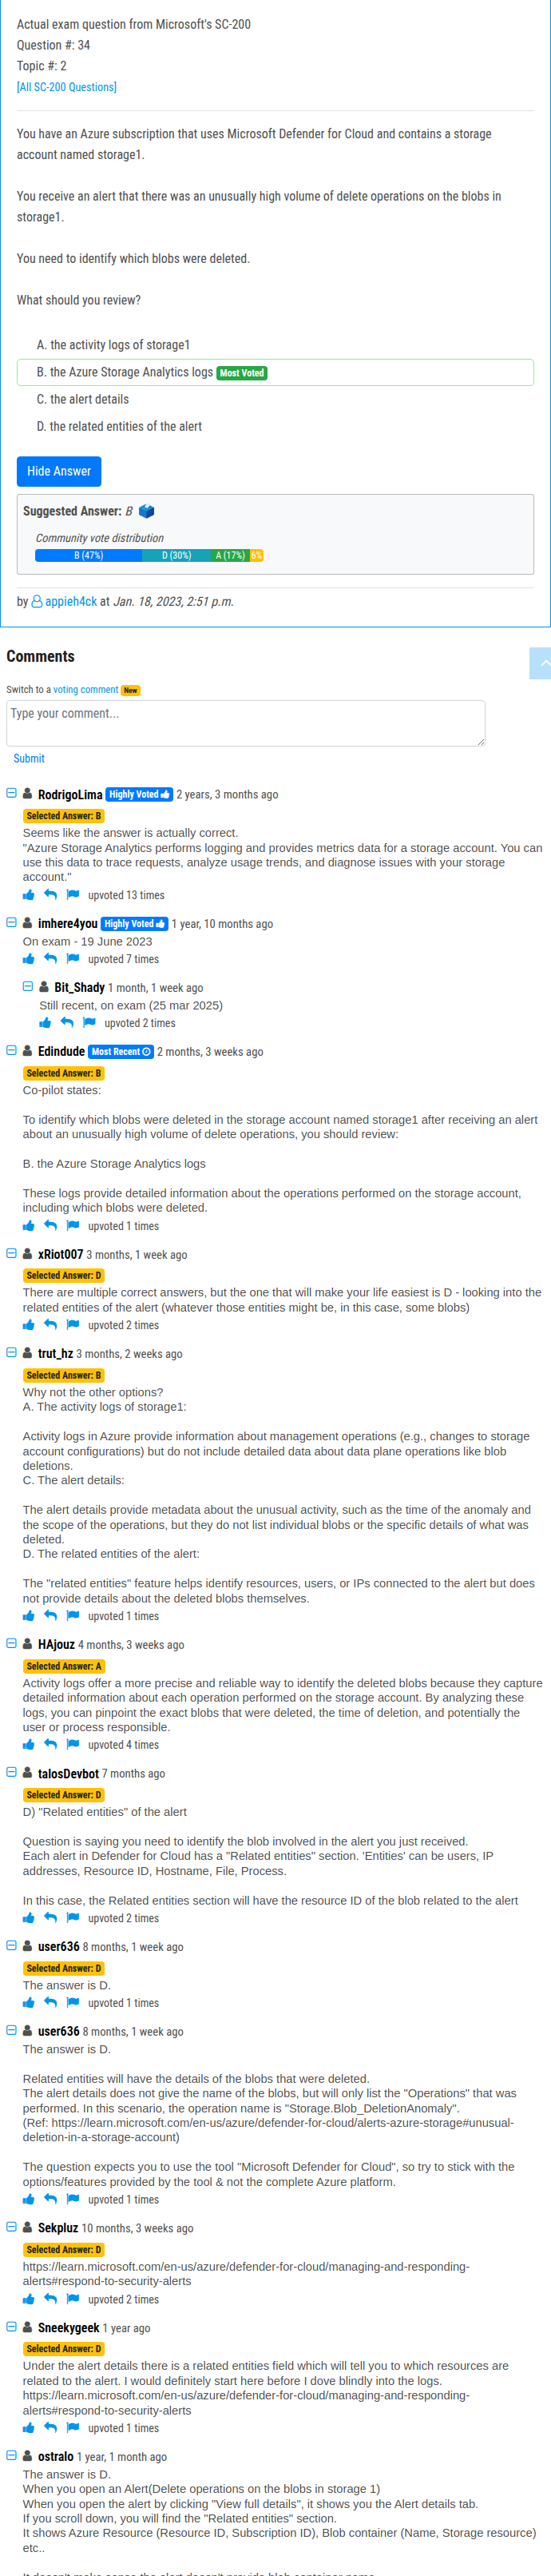 Actual exam question from Microsoft's SC-200
Question #: 34
Topic #: 2
[All SC-200 Questions]
You have an Azure subscription that uses Microsoft Defender for Cloud and contains a storage
account named storage1.
You receive an alert that there was an unusually high volume of delete operations on the blobs in
storage1.
You need to identify which blobs were deleted.
What should you review?
A. the activity logs of storage1
B. the Azure Storage Analytics logs Most Voted
C. the alert details
D. the related entities of the alert
Hide Answer
Suggested Answer: B
Community vote distribution
B (47%) D (30%) A (17%) 6%
by appieh4ck at Jan. 18, 2023, 2:51 p.m.
Comments
Switch to a voting comment New
Type your comment...
Submit
RodrigoLima Highly Voted 2 years, 3 months ago
Selected Answer: B
Seems like the answer is actually correct.
"Azure Storage Analytics performs logging and provides metrics data for a storage account. You can
use this data to trace requests, analyze usage trends, and diagnose issues with your storage
account."
upvoted 13 times
imhere4you Highly Voted 1 year, 10 months ago
On exam - 19 June 2023
upvoted 7 times
Bit_Shady 1 month, 1 week ago
Still recent, on exam (25 mar 2025)
upvoted 2 times
Edindude Most Recent 2 months, 3 weeks ago
Selected Answer: B
Co-pilot states:
To identify which blobs were deleted in the storage account named storage1 after receiving an alert
about an unusually high volume of delete operations, you should review:
B. the Azure Storage Analytics logs
These logs provide detailed information about the operations performed on the storage account,
including which blobs were deleted.
upvoted 1 times
xRiot007 3 months, 1 week ago
Selected Answer: D
There are multiple correct answers, but the one that will make your life easiest is D - looking into the
related entities of the alert (whatever those entities might be, in this case, some blobs)
upvoted 2 times
trut_hz 3 months, 2 weeks ago
Selected Answer: B
Why not the other options?
A. The activity logs of storage1:
Activity logs in Azure provide information about management operations (e.g., changes to storage
account configurations) but do not include detailed data about data plane operations like blob
deletions.
C. The alert details:
The alert details provide metadata about the unusual activity, such as the time of the anomaly and
the scope of the operations, but they do not list individual blobs or the specific details of what was
deleted.
D. The related entities of the alert:
The "related entities" feature helps identify resources, users, or IPs connected to the alert but does
not provide details about the deleted blobs themselves.
upvoted 1 times
HAjouz 4 months, 3 weeks ago
Selected Answer: A
Activity logs offer a more precise and reliable way to identify the deleted blobs because they capture
detailed information about each operation performed on the storage account. By analyzing these
logs, you can pinpoint the exact blobs that were deleted, the time of deletion, and potentially the
user or process responsible.
upvoted 4 times
talosDevbot 7 months ago
Selected Answer: D
D) "Related entities" of the alert
Question is saying you need to identify the blob involved in the alert you just received.
Each alert in Defender for Cloud has a "Related entities" section. 'Entities' can be users, IP
addresses, Resource ID, Hostname, File, Process.
In this case, the Related entities section will have the resource ID of the blob related to the alert
upvoted 2 times
user636 8 months, 1 week ago
Selected Answer: D
The answer is D.
upvoted 1 times
user636 8 months, 1 week ago
The answer is D.
Related entities will have the details of the blobs that were deleted.
The alert details does not give the name of the blobs, but will only list the "Operations" that was
performed. In this scenario, the operation name is "Storage.Blob_DeletionAnomaly".
(Ref: https://learn.microsoft.com/en-us/azure/defender-for-cloud/alerts-azure-storage#unusual-
deletion-in-a-storage-account)
The question expects you to use the tool "Microsoft Defender for Cloud", so try to stick with the
options/features provided by the tool & not the complete Azure platform.
upvoted 1 times
Sekpluz 10 months, 3 weeks ago
Selected Answer: D
https://learn.microsoft.com/en-us/azure/defender-for-cloud/managing-and-responding-
alerts#respond-to-security-alerts
upvoted 2 times
Sneekygeek 1 year ago
Selected Answer: D
Under the alert details there is a related entities field which will tell you to which resources are
related to the alert. I would definitely start here before I dove blindly into the logs.
https://learn.microsoft.com/en-us/azure/defender-for-cloud/managing-and-responding-
alerts#respond-to-security-alerts
upvoted 1 times
ostralo 1 year, 1 month ago
The answer is D.
When you open an Alert(Delete operations on the blobs in storage 1)
When you open the alert by clicking "View full details", it shows you the Alert details tab.
If you scroll down, you will find the "Related entities" section.
It shows Azure Resource (Resource ID, Subscription ID), Blob container (Name, Storage resource)
etc..